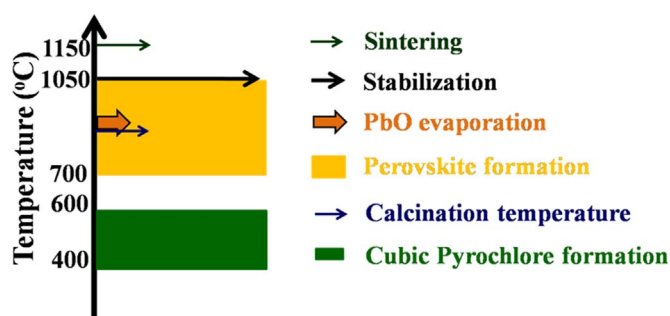 Temperature (°C)
1150
1050
700
600
400
Sintering
Stabilization
PbO evaporation
Perovskite formation
Calcination temperature
Cubic Pyrochlore formation